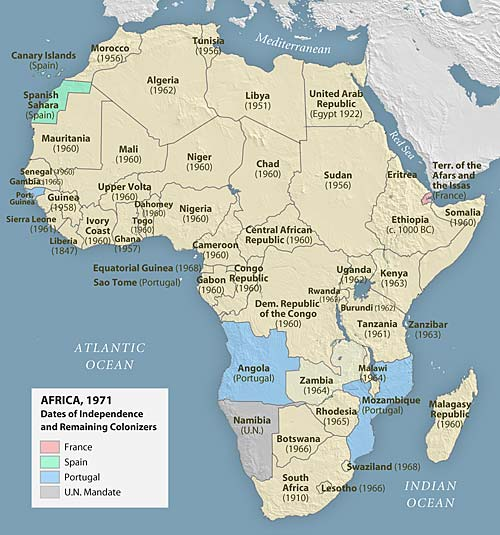 Canary Islands
(Spain)
Morocco
(1956)
Tunisia
(1956)
Mediterranean
Spanish
Sahara
(Spain)
Algeria
(1962)
Libya
(1951)
United Arab
Republic
(Egypt 1922)
Red Sea
Mauritania
(1960)
Mali
(1960)
Niger
(1960)
Chad
(1960)
Sudan
(1956)
Eritrea
Terr. of the
Afars and
the Issas
(France)
Senegal (1960)
Gambia (1965)
Port.
Guinea
Guinea
(1958)
Upper Volta
(1960)
Dahomey
(1960)
Togo
(1960)
Nigeria
(1960)
Ethiopia
(c. 1000 BC)
Somalia
(1960)
Sierra Leone
(1961)
Liberia
(1847)
Ivory
Coast
(1960)
Ghana
(1957)
Cameroon
(1960)
Central African
Republic (1960)
Equatorial Guinea (1968)
Sao Tome (Portugal)
Gabon
(1960)
Congo
Republic
(1960)
Uganda
(1962)
Kenya
(1963)
Rwanda
(1962)
Burundi (1962)
Dem. Republic
of the Congo
(1960)
Tanzania
(1961)
Zanzibar
(1963)
ATLANTIC
OCEAN
Angola
(Portugal)
Zambia
(1964)
Malawi
(1964)
Mozambique
(Portugal)
Malagasy
Republic
(1960)
Namibia
(U.N.)
Rhodesia
(1965)
Botswana
(1966)
Swaziland (1968)
South
Africa
(1910)
Lesotho (1966)
INDIAN
OCEAN
AFRICA, 1971
Dates of Independence
and Remaining Colonizers
France
Spain
Portugal
U.N. Mandate